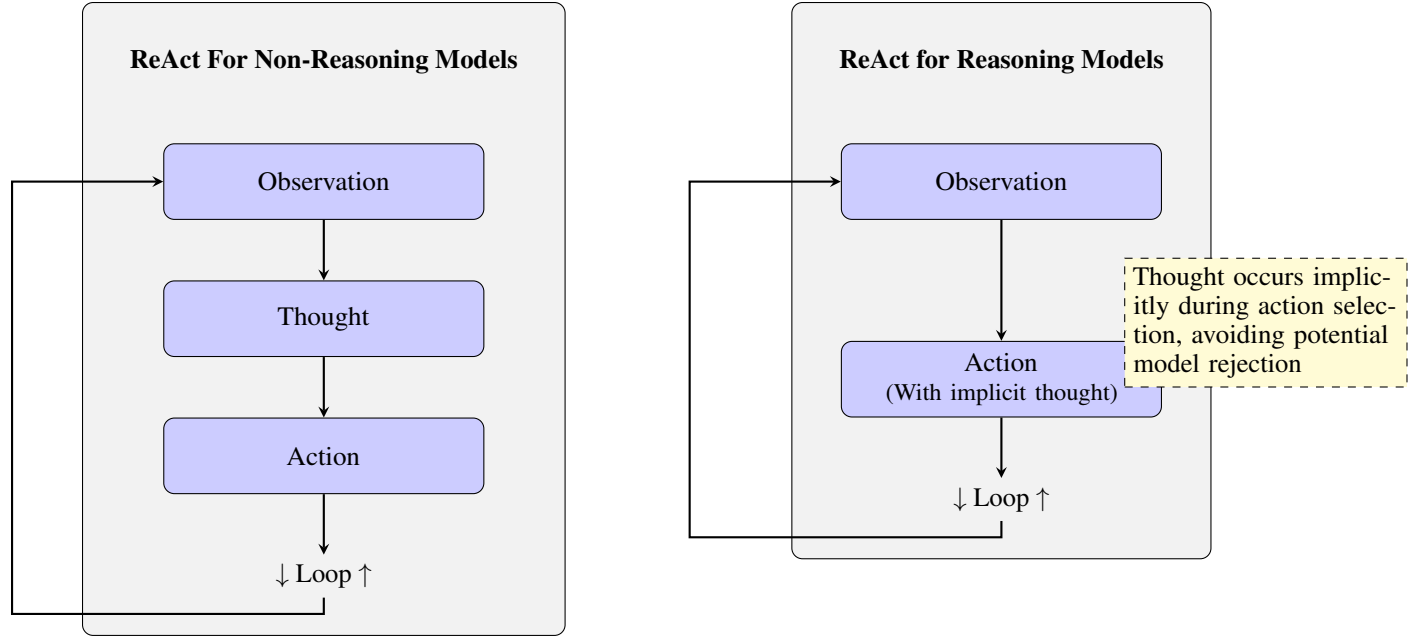 ReAct For Non-Reasoning Models
Observation
Thought
Action
↓ Loop ↑
ReAct for Reasoning Models
Observation
Thought occurs implic-
itly during action selec-
tion, avoiding potential
model rejection
Action
(With implicit thought)
↓ Loop ↑